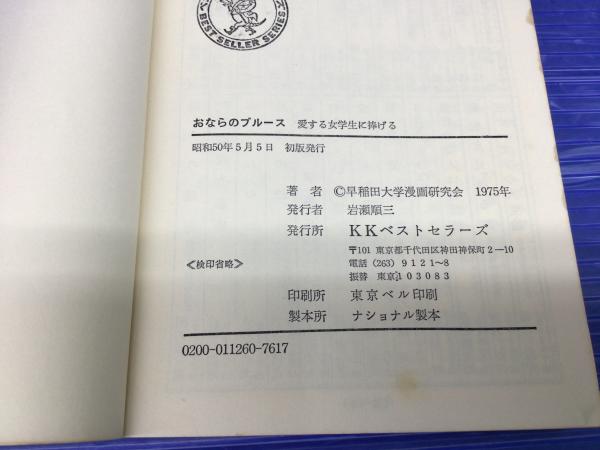 BEST SELLER SERIES
おならのブルース 愛する女学生に捧げる
昭和50年5月5日 初版発行
著者 ©早稲田大学漫画研究会 1975年
発行者 岩瀬順三
発行所 KKベストセラーズ
〒101 東京都千代田区神田神保町2―10
電話(263)9121〜8
振替 東京103083
≪検印省略≫
印刷所 東京ベル印刷
製本所 ナショナル製本
0200-011260-7617